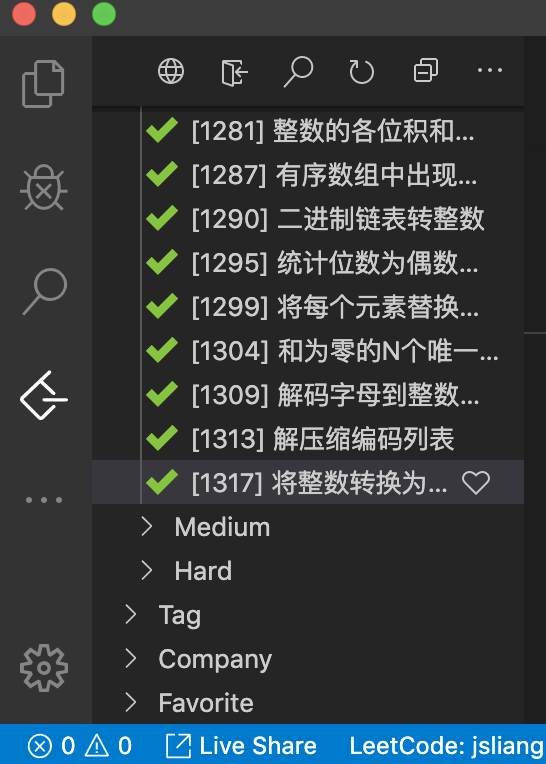 [1281] 整数的各位积和...
[1287] 有序数组中出现...
[1290] 二进制链表转整数
[1295] 统计位数为偶数...
[1299] 将每个元素替换...
[1304] 和为零的N个唯一...
[1309] 解码字母到整数...
[1313] 解压缩编码列表
[1317] 将整数转换为...
Medium
Hard
Tag
Company
Favorite
0 0 Live Share LeetCode: jsliang